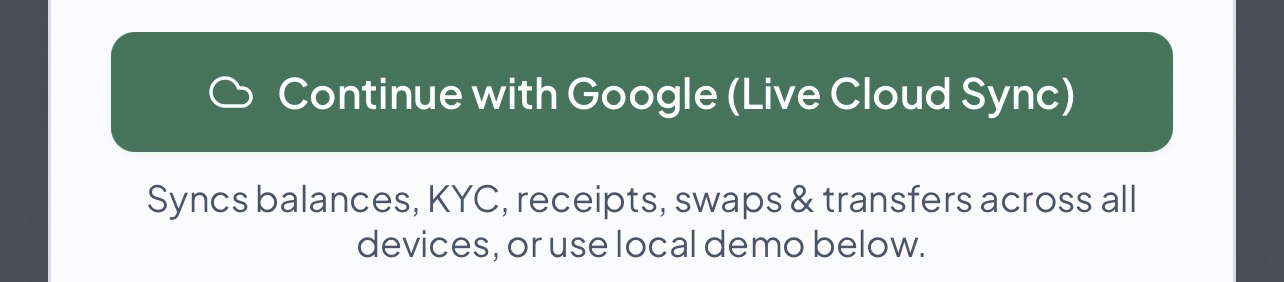 Continue with Google (Live Cloud Sync)
Syncs balances, KYC, receipts, swaps & transfers across all
devices, or use local demo below.